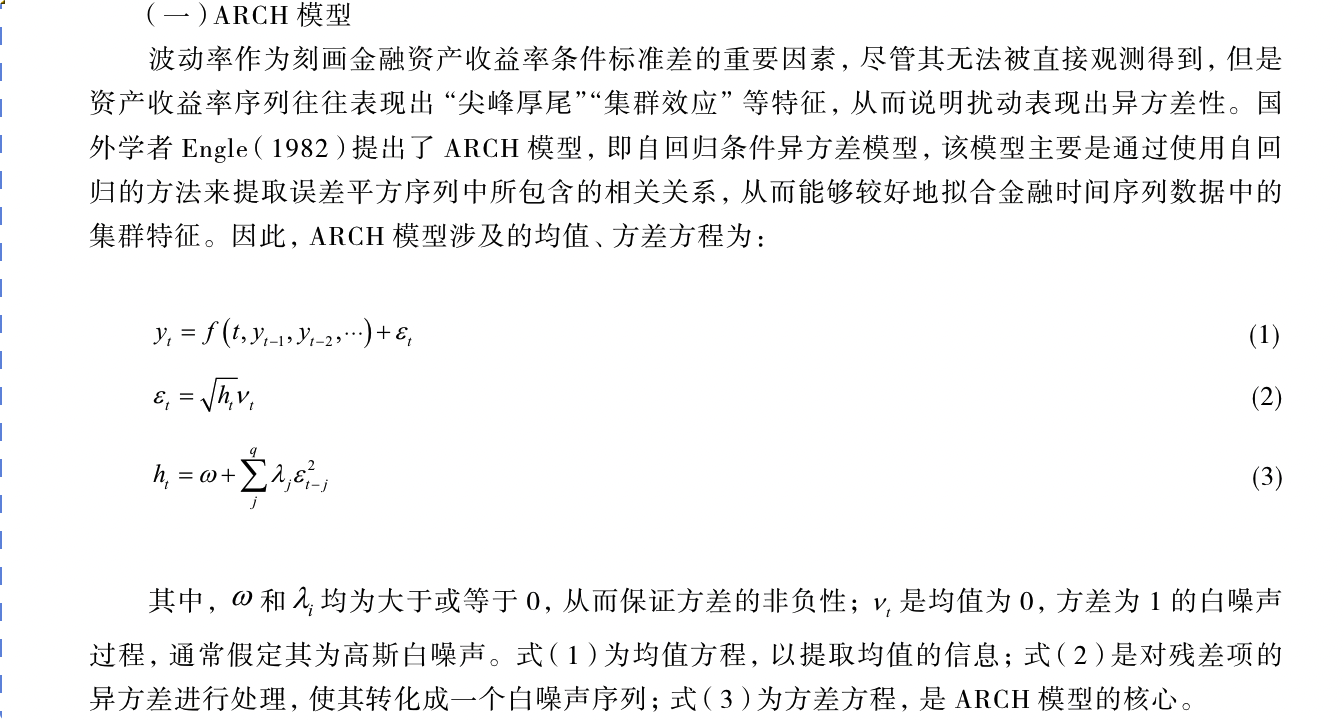 （一）ARCH 模型
波动率作为刻画金融资产收益率条件标准差的重要因素，尽管其无法被直接观测得到，但是
资产收益率序列往往表现出“尖峰厚尾”“集群效应”等特征，从而说明扰动表现出异方差性。国
外学者 Engle（1982）提出了 ARCH 模型，即自回归条件异方差模型，该模型主要是通过使用自回
归的方法来提取误差平方序列中所包含的相关关系，从而能够较好地拟合金融时间序列数据中的
集群特征。因此，ARCH 模型涉及的均值、方差方程为：
y_t = f(t, y_{t−1}, y_{t−2}, ⋯) + ε_t (1)
ε_t = √h_t ν_t (2)
h_t = ω + ∑_j^q λ_j ε_{t−j}^2 (3)
其中，ω 和 λ_i 均为大于或等于 0，从而保证方差的非负性；ν_t 是均值为 0，方差为 1 的白噪声
过程，通常假定其为高斯白噪声。式（1）为均值方程，以提取均值的信息；式（2）是对残差项的
异方差进行处理，使其转化成一个白噪声序列；式（3）为方差方程，是 ARCH 模型的核心。